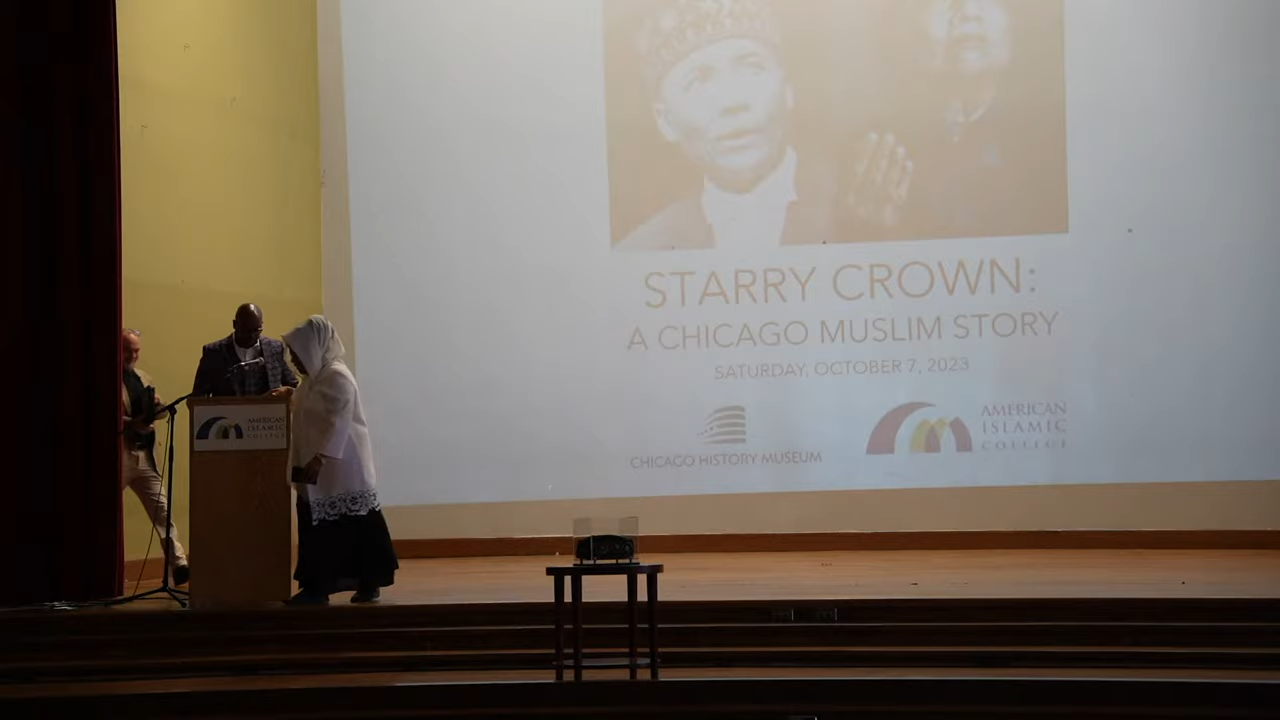 STARRY CROWN:
A CHICAGO MUSLIM STORY
SATURDAY, OCTOBER 7, 2023
CHICAGO HISTORY MUSEUM
AMERICAN
ISLAMIC
COLLEGE
AMERICAN
ISLAMIC
COLLEGE